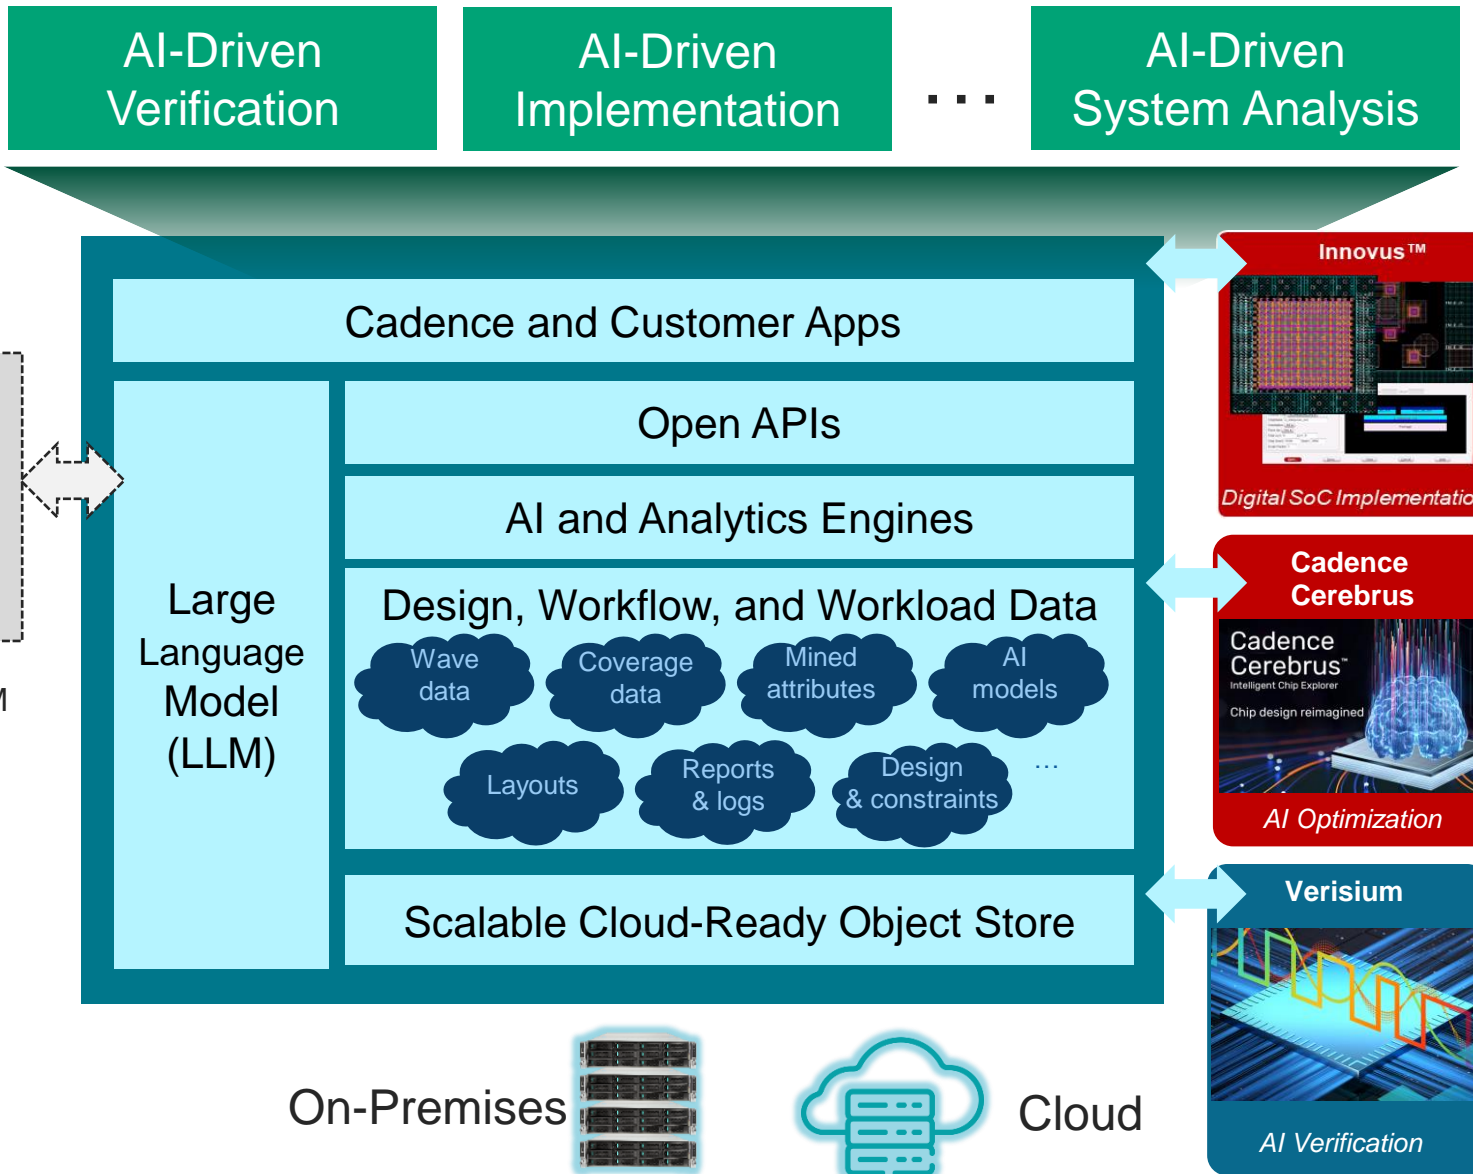 AI-Driven
Verification
AI-Driven
Implementation
...
AI-Driven
System Analysis
Cadence and Customer Apps
Open APIs
AI and Analytics Engines
Large
Language
Model
(LLM)
Design, Workflow, and Workload Data
Wave
data
Coverage
data
Mined
attributes
AI
models
Layouts
Reports
& logs
Design
& constraints
...
Scalable Cloud-Ready Object Store
On-Premises
Cloud
Innovus™
Digital SoC Implementatio
Cadence
Cerebrus
Cadence
Cerebrus™
Intelligent Chip Explorer
Chip design reimagined
AI Optimization
Verisium
AI Verification